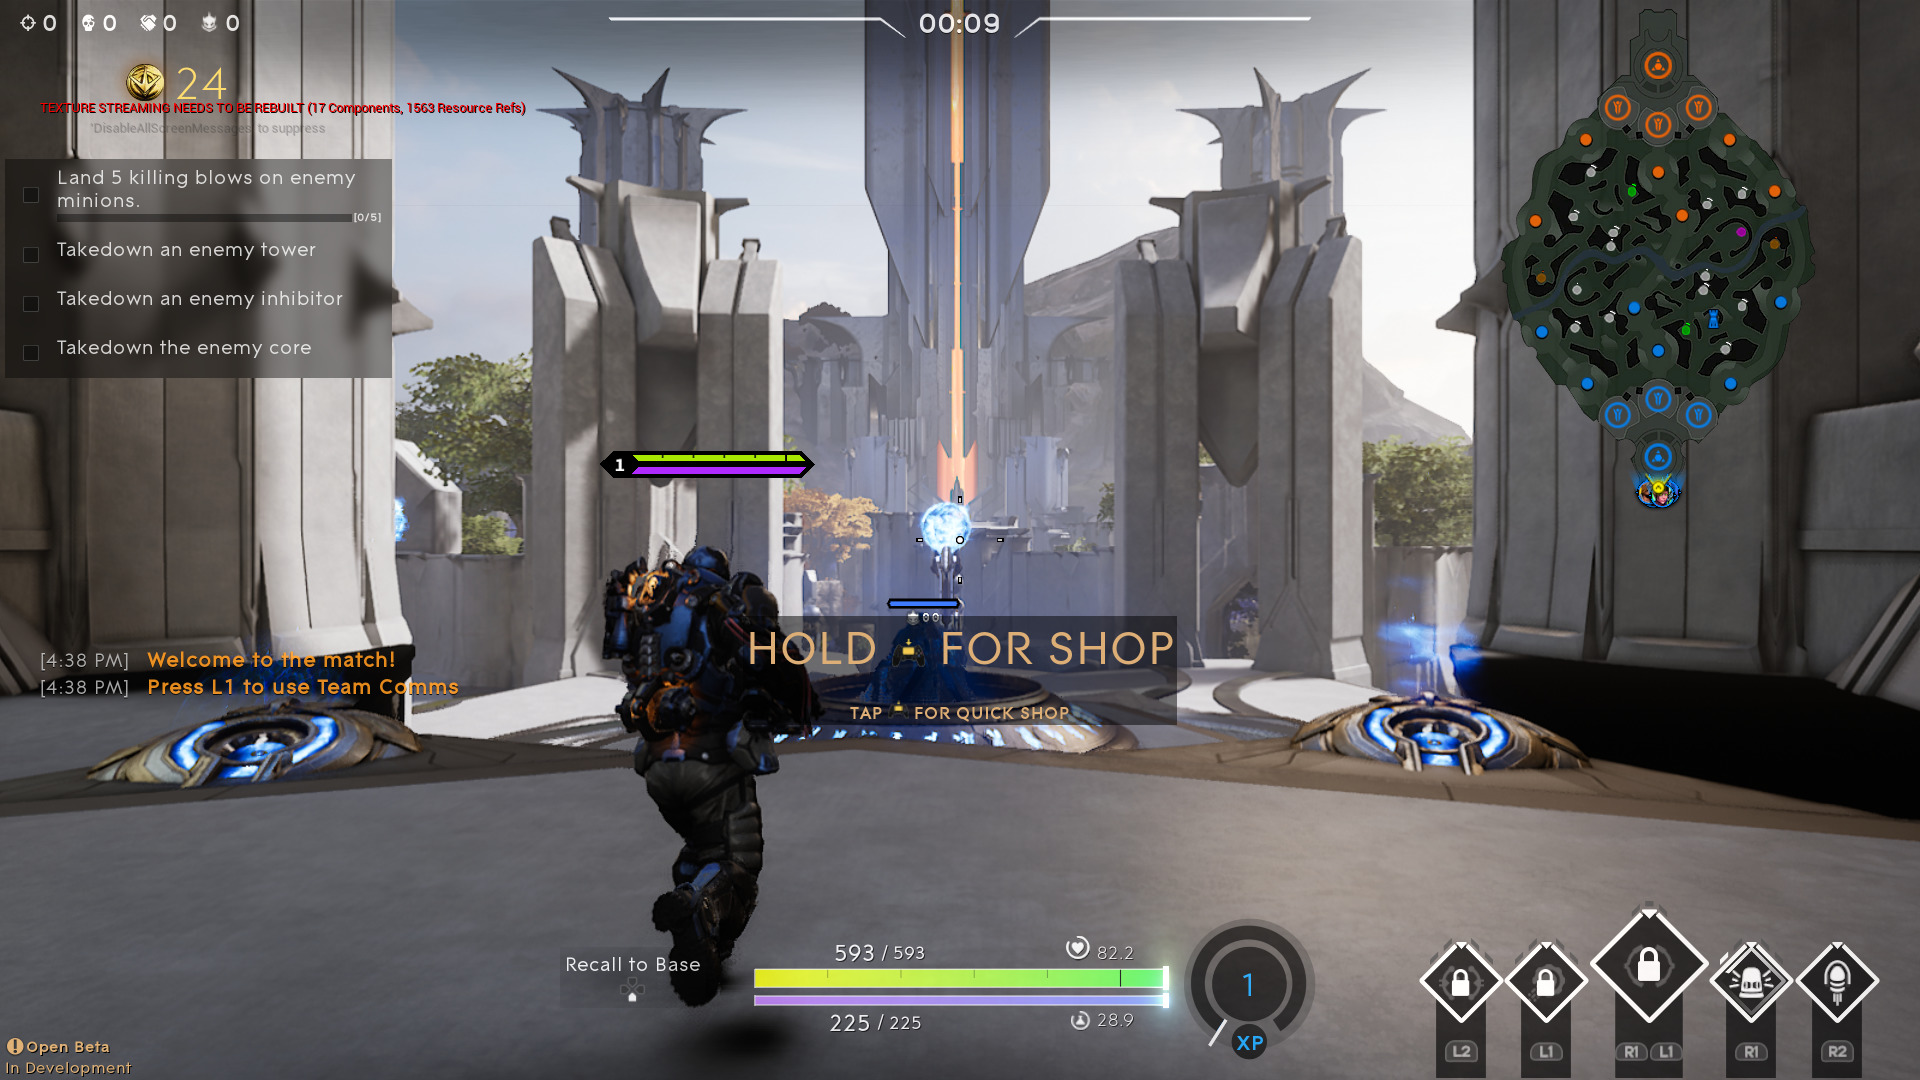 0 0 0 0
00:09
24
TEXTURE STREAMING NEEDS TO BE REBUILT (17 Components, 1563 Resource Refs)
'DisableAllScreenMessages' to suppress
Land 5 killing blows on enemy
minions.
[0/5]
Takedown an enemy tower
Takedown an enemy inhibitor
Takedown the enemy core
1
00
HOLD FOR SHOP
TAP FOR QUICK SHOP
[4:38 PM] Welcome to the match!
[4:38 PM] Press L1 to use Team Comms
Recall to Base
593 / 593
82.2
225 / 225
28.9
1
XP
L2
L1
R1 L1
R1
R2
Open Beta
In Development